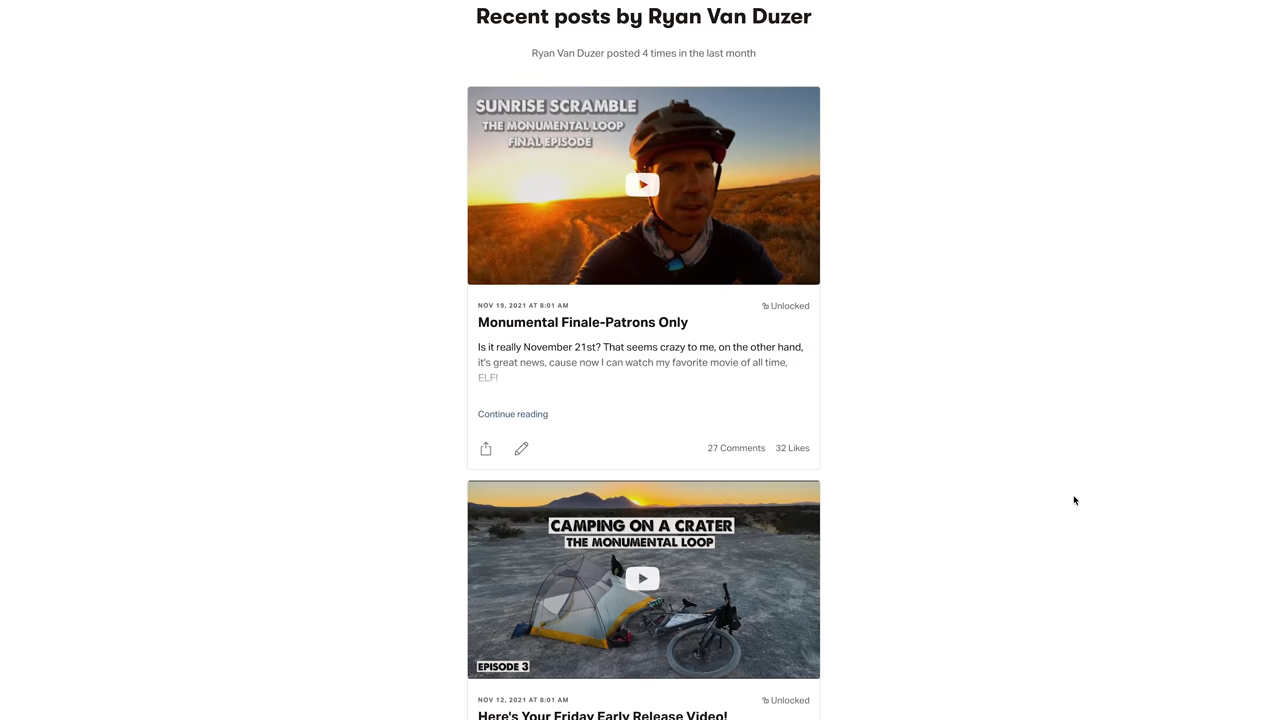 Recent posts by Ryan Van Duzer
Ryan Van Duzer posted 4 times in the last month
SUNRISE SCRAMBLE
THE MONUMENTAL LOOP
FINAL EPISODE
NOV 19, 2021 AT 8:01 AM
Unlocked
Monumental Finale-Patrons Only
Is it really November 21st? That seems crazy to me, on the other hand,
it's great news, cause now I can watch my favorite movie of all time,
ELF!
Continue reading
27 Comments 32 Likes
CAMPING ON A CRATER
THE MONUMENTAL LOOP
EPISODE 3
NOV 12, 2021 AT 8:01 AM
Unlocked
Here's Your Friday Early Release Video!